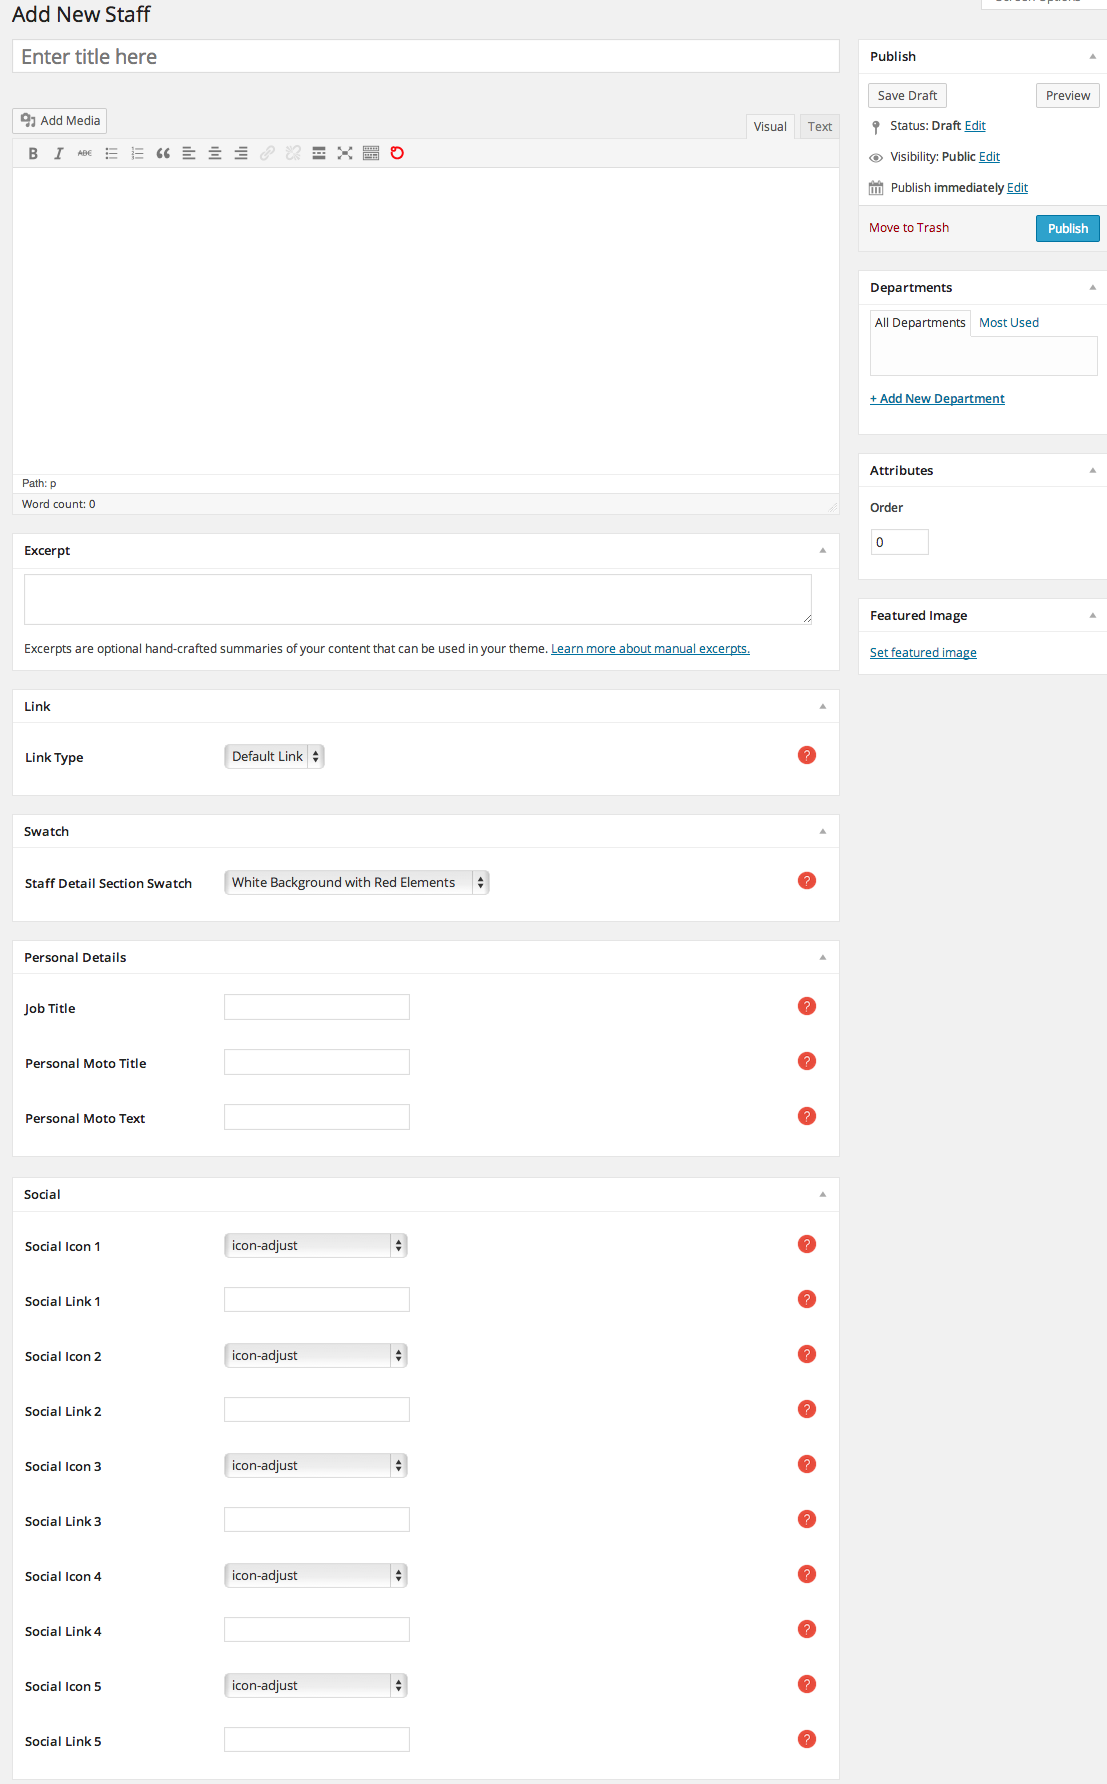 Add New Staff
Enter title here
Add Media
Visual
Text
B
I
ABC
Path: p
Word count: 0
Excerpt
Excerpts are optional hand-crafted summaries of your content that can be used in your theme. Learn more about manual excerpts.
Link
Link Type
Default Link
?
Swatch
Staff Detail Section Swatch
White Background with Red Elements
?
Personal Details
Job Title
?
Personal Moto Title
?
Personal Moto Text
?
Social
Social Icon 1
icon-adjust
?
Social Link 1
?
Social Icon 2
icon-adjust
?
Social Link 2
?
Social Icon 3
icon-adjust
?
Social Link 3
?
Social Icon 4
icon-adjust
?
Social Link 4
?
Social Icon 5
icon-adjust
?
Social Link 5
?
Publish
Save Draft
Preview
Status: Draft Edit
Visibility: Public Edit
Publish immediately Edit
Move to Trash
Publish
Departments
All Departments
Most Used
+ Add New Department
Attributes
Order
0
Featured Image
Set featured image